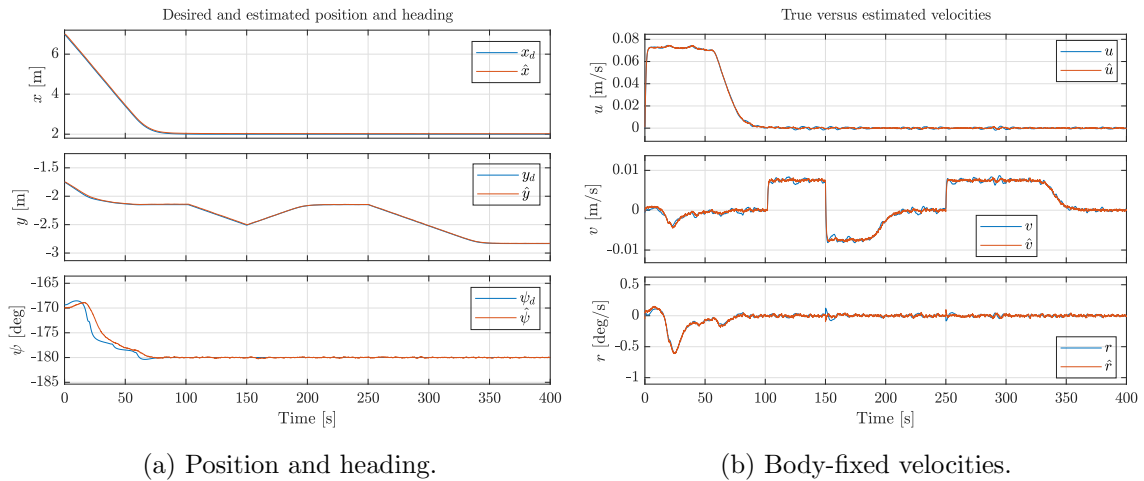 Desired and estimated position and heading
6
4
2
x [m]
x_d
x̂
-1.5
-2
-2.5
-3
y [m]
y_d
ŷ
-165
-170
-175
-180
-185
ψ [deg]
ψ_d
ψ̂
0 50 100 150 200 250 300 350 400
Time [s]
(a) Position and heading.
True versus estimated velocities
0.08
0.06
0.04
0.02
0
u [m/s]
u
û
0.01
0
-0.01
v [m/s]
v
v̂
0.5
0
-0.5
-1
r [deg/s]
r
r̂
0 50 100 150 200 250 300 350 400
Time [s]
(b) Body-fixed velocities.